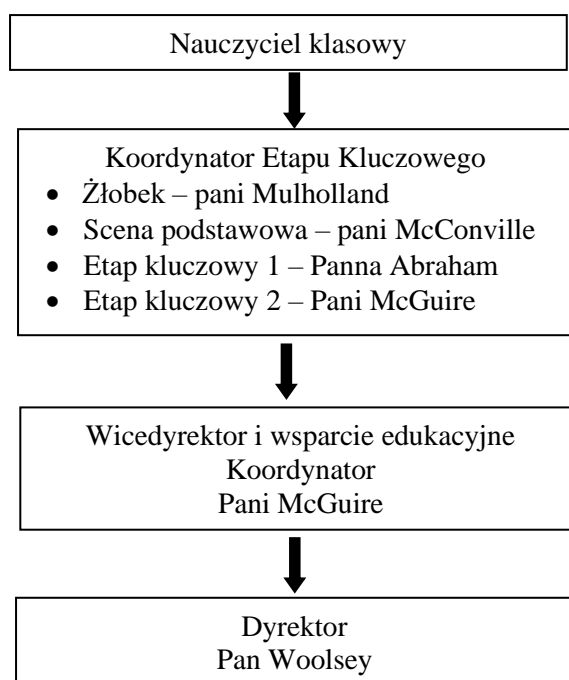 Nauczyciel klasowy
Koordynator Etapu Kluczowego
• Żłobek – pani Mulholland
• Scena podstawowa – pani McConville
• Etap kluczowy 1 – Panna Abraham
• Etap kluczowy 2 – Pani McGuire
Wicedyrektor i wsparcie edukacyjne
Koordynator
Pani McGuire
Dyrektor
Pan Woolsey